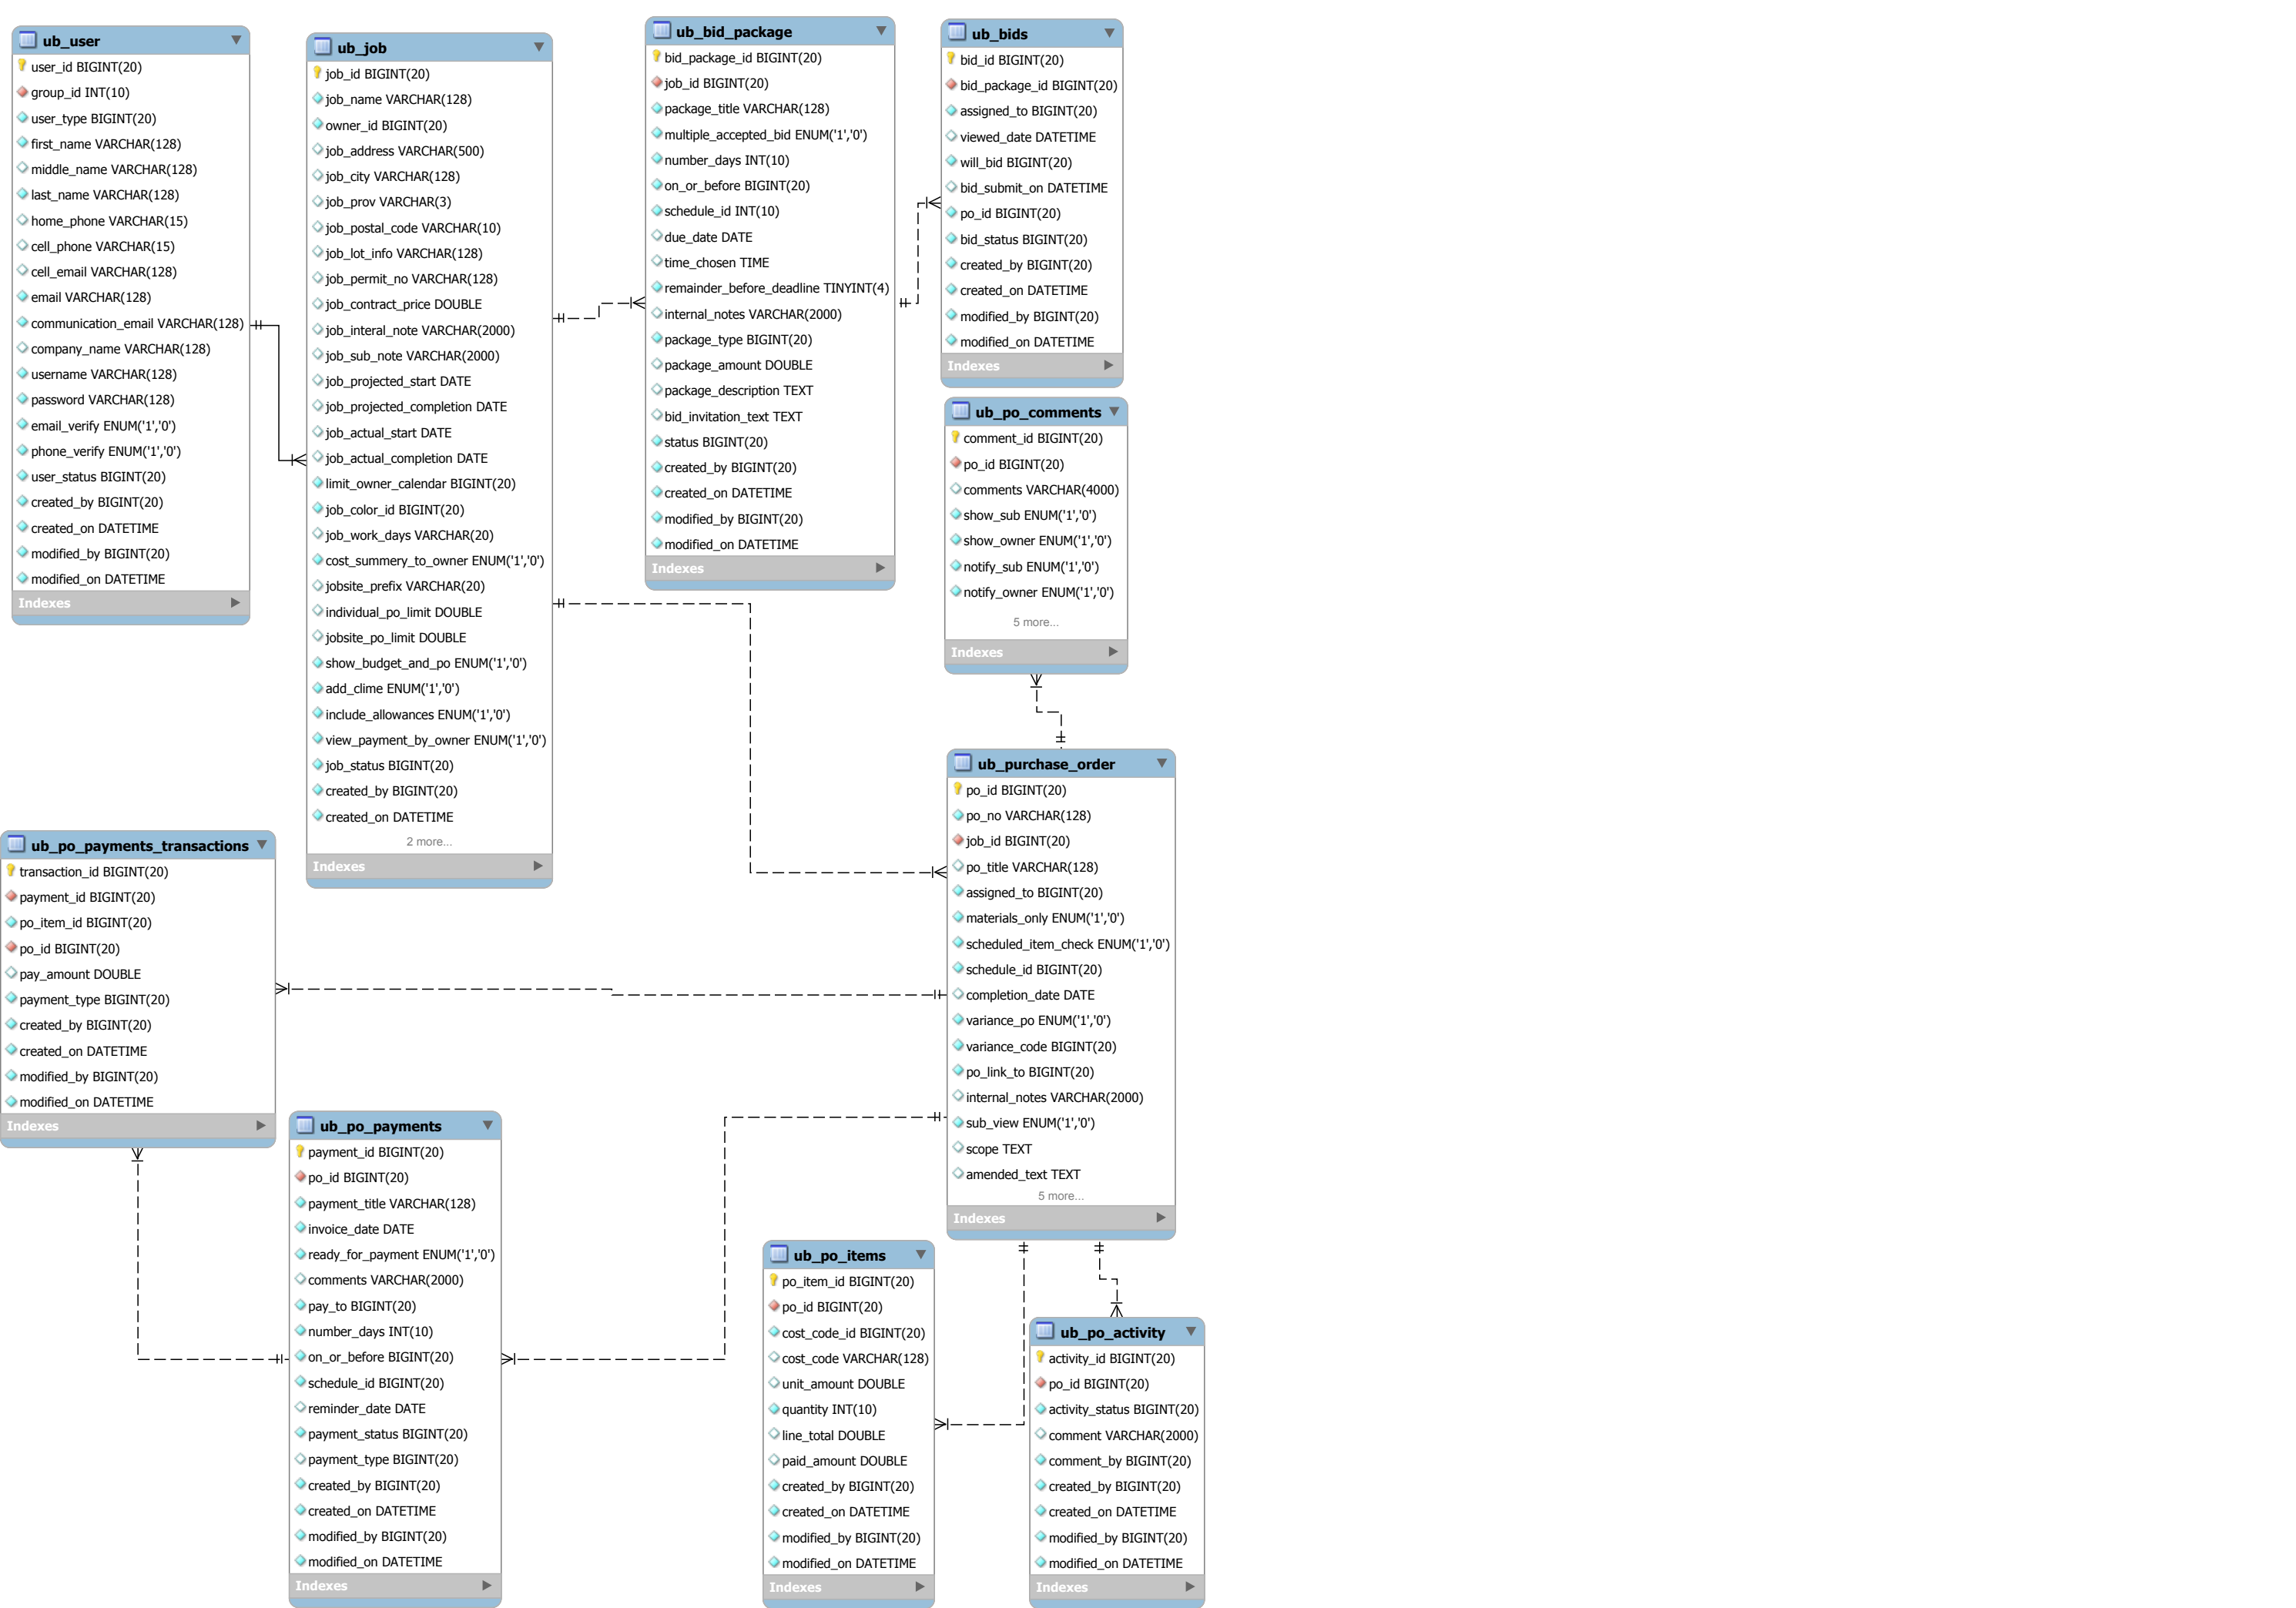 ub_user
user_id BIGINT(20)
group_id INT(10)
user_type BIGINT(20)
first_name VARCHAR(128)
middle_name VARCHAR(128)
last_name VARCHAR(128)
home_phone VARCHAR(15)
cell_phone VARCHAR(15)
cell_email VARCHAR(128)
email VARCHAR(128)
communication_email VARCHAR(128)
company_name VARCHAR(128)
username VARCHAR(128)
password VARCHAR(128)
email_verify ENUM('1','0')
phone_verify ENUM('1','0')
user_status BIGINT(20)
created_by BIGINT(20)
created_on DATETIME
modified_by BIGINT(20)
modified_on DATETIME
Indexes
ub_job
job_id BIGINT(20)
job_name VARCHAR(128)
owner_id BIGINT(20)
job_address VARCHAR(500)
job_city VARCHAR(128)
job_prov VARCHAR(3)
job_postal_code VARCHAR(10)
job_lot_info VARCHAR(128)
job_permit_no VARCHAR(128)
job_contract_price DOUBLE
job_interal_note VARCHAR(2000)
job_sub_note VARCHAR(2000)
job_projected_start DATE
job_projected_completion DATE
job_actual_start DATE
job_actual_completion DATE
limit_owner_calendar BIGINT(20)
job_color_id BIGINT(20)
job_work_days VARCHAR(20)
cost_summery_to_owner ENUM('1','0')
jobsite_prefix VARCHAR(20)
individual_po_limit DOUBLE
jobsite_po_limit DOUBLE
show_budget_and_po ENUM('1','0')
add_clime ENUM('1','0')
include_allowances ENUM('1','0')
view_payment_by_owner ENUM('1','0')
job_status BIGINT(20)
created_by BIGINT(20)
created_on DATETIME
2 more...
Indexes
ub_bid_package
bid_package_id BIGINT(20)
job_id BIGINT(20)
package_title VARCHAR(128)
multiple_accepted_bid ENUM('1','0')
number_days INT(10)
on_or_before BIGINT(20)
schedule_id INT(10)
due_date DATE
time_chosen TIME
remainder_before_deadline TINYINT(4)
internal_notes VARCHAR(2000)
package_type BIGINT(20)
package_amount DOUBLE
package_description TEXT
bid_invitation_text TEXT
status BIGINT(20)
created_by BIGINT(20)
created_on DATETIME
modified_by BIGINT(20)
modified_on DATETIME
Indexes
ub_bids
bid_id BIGINT(20)
bid_package_id BIGINT(20)
assigned_to BIGINT(20)
viewed_date DATETIME
will_bid BIGINT(20)
bid_submit_on DATETIME
po_id BIGINT(20)
bid_status BIGINT(20)
created_by BIGINT(20)
created_on DATETIME
modified_by BIGINT(20)
modified_on DATETIME
Indexes
ub_po_comments
comment_id BIGINT(20)
po_id BIGINT(20)
comments VARCHAR(4000)
show_sub ENUM('1','0')
show_owner ENUM('1','0')
notify_sub ENUM('1','0')
notify_owner ENUM('1','0')
5 more...
Indexes
ub_purchase_order
po_id BIGINT(20)
po_no VARCHAR(128)
job_id BIGINT(20)
po_title VARCHAR(128)
assigned_to BIGINT(20)
materials_only ENUM('1','0')
scheduled_item_check ENUM('1','0')
schedule_id BIGINT(20)
completion_date DATE
variance_po ENUM('1','0')
variance_code BIGINT(20)
po_link_to BIGINT(20)
internal_notes VARCHAR(2000)
sub_view ENUM('1','0')
scope TEXT
amended_text TEXT
5 more...
Indexes
ub_po_payments_transactions
transaction_id BIGINT(20)
payment_id BIGINT(20)
po_item_id BIGINT(20)
po_id BIGINT(20)
pay_amount DOUBLE
payment_type BIGINT(20)
created_by BIGINT(20)
created_on DATETIME
modified_by BIGINT(20)
modified_on DATETIME
Indexes
ub_po_payments
payment_id BIGINT(20)
po_id BIGINT(20)
payment_title VARCHAR(128)
invoice_date DATE
ready_for_payment ENUM('1','0')
comments VARCHAR(2000)
pay_to BIGINT(20)
number_days INT(10)
on_or_before BIGINT(20)
schedule_id BIGINT(20)
reminder_date DATE
payment_status BIGINT(20)
payment_type BIGINT(20)
created_by BIGINT(20)
created_on DATETIME
modified_by BIGINT(20)
modified_on DATETIME
Indexes
ub_po_items
po_item_id BIGINT(20)
po_id BIGINT(20)
cost_code_id BIGINT(20)
cost_code VARCHAR(128)
unit_amount DOUBLE
quantity INT(10)
line_total DOUBLE
paid_amount DOUBLE
created_by BIGINT(20)
created_on DATETIME
modified_by BIGINT(20)
modified_on DATETIME
Indexes
ub_po_activity
activity_id BIGINT(20)
po_id BIGINT(20)
activity_status BIGINT(20)
comment VARCHAR(2000)
comment_by BIGINT(20)
created_by BIGINT(20)
created_on DATETIME
modified_by BIGINT(20)
modified_on DATETIME
Indexes